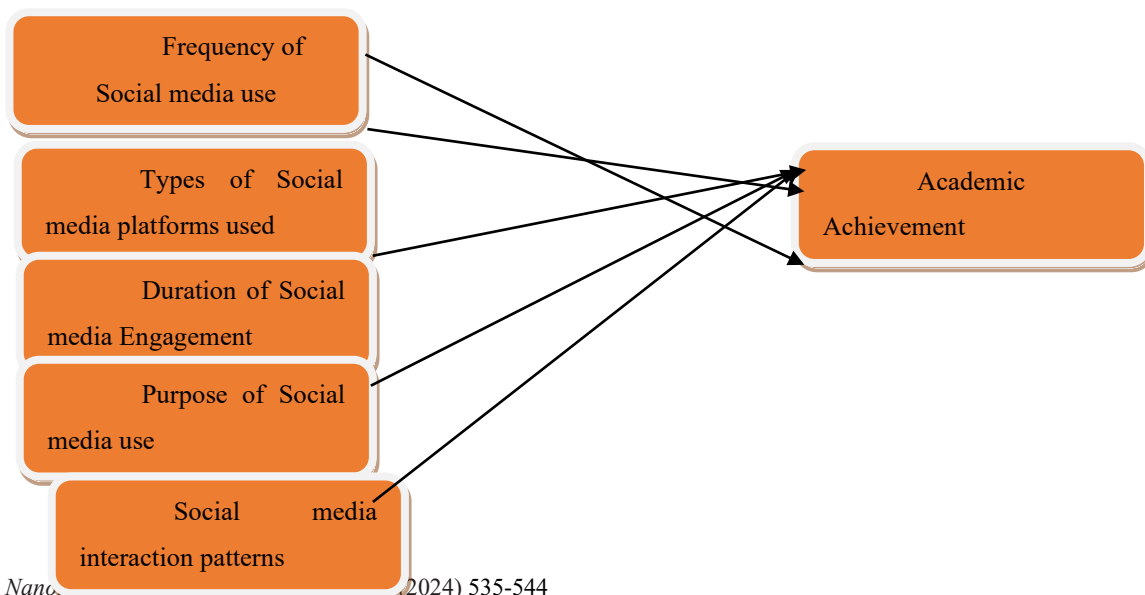 Frequency of
Social media use
Types of Social
media platforms used
Duration of Social
media Engagement
Purpose of Social
media use
Social media
interaction patterns
Academic
Achievement
2024) 535-544